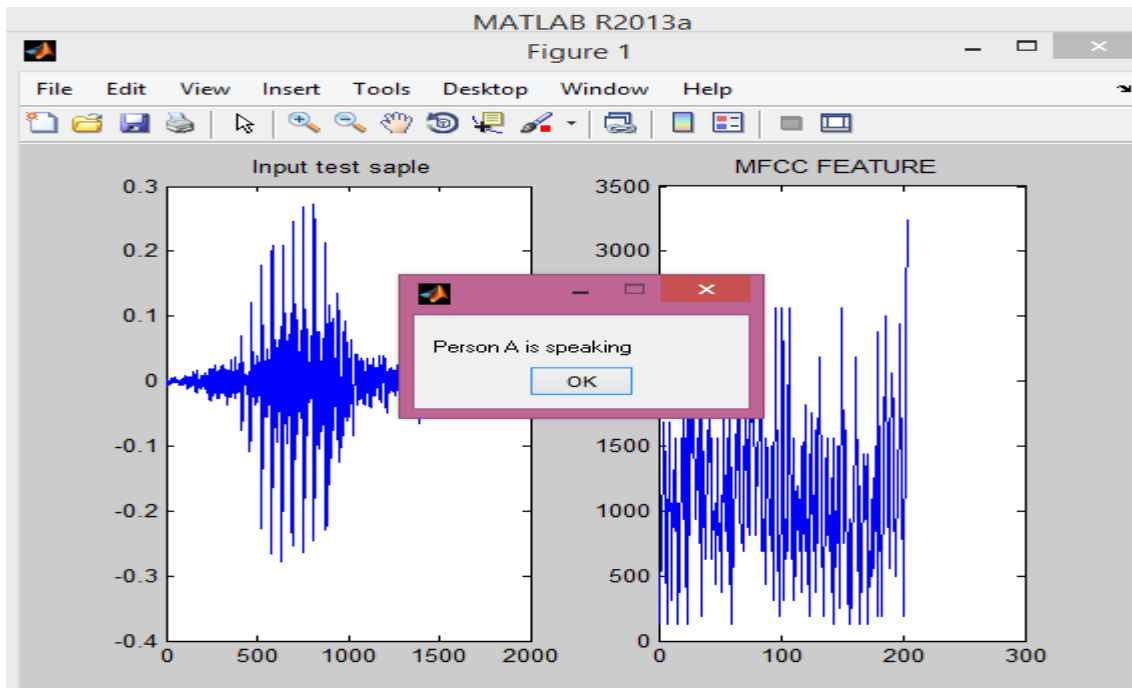 MATLAB R2013a
Figure 1
File Edit View Insert Tools Desktop Window Help
Input test saple
0.3
0.2
0.1
0
-0.1
-0.2
-0.3
-0.4
0 500 1000 1500 2000
MFCC FEATURE
3500
3000
1500
1000
500
0
0 100 200 300
Person A is speaking
OK